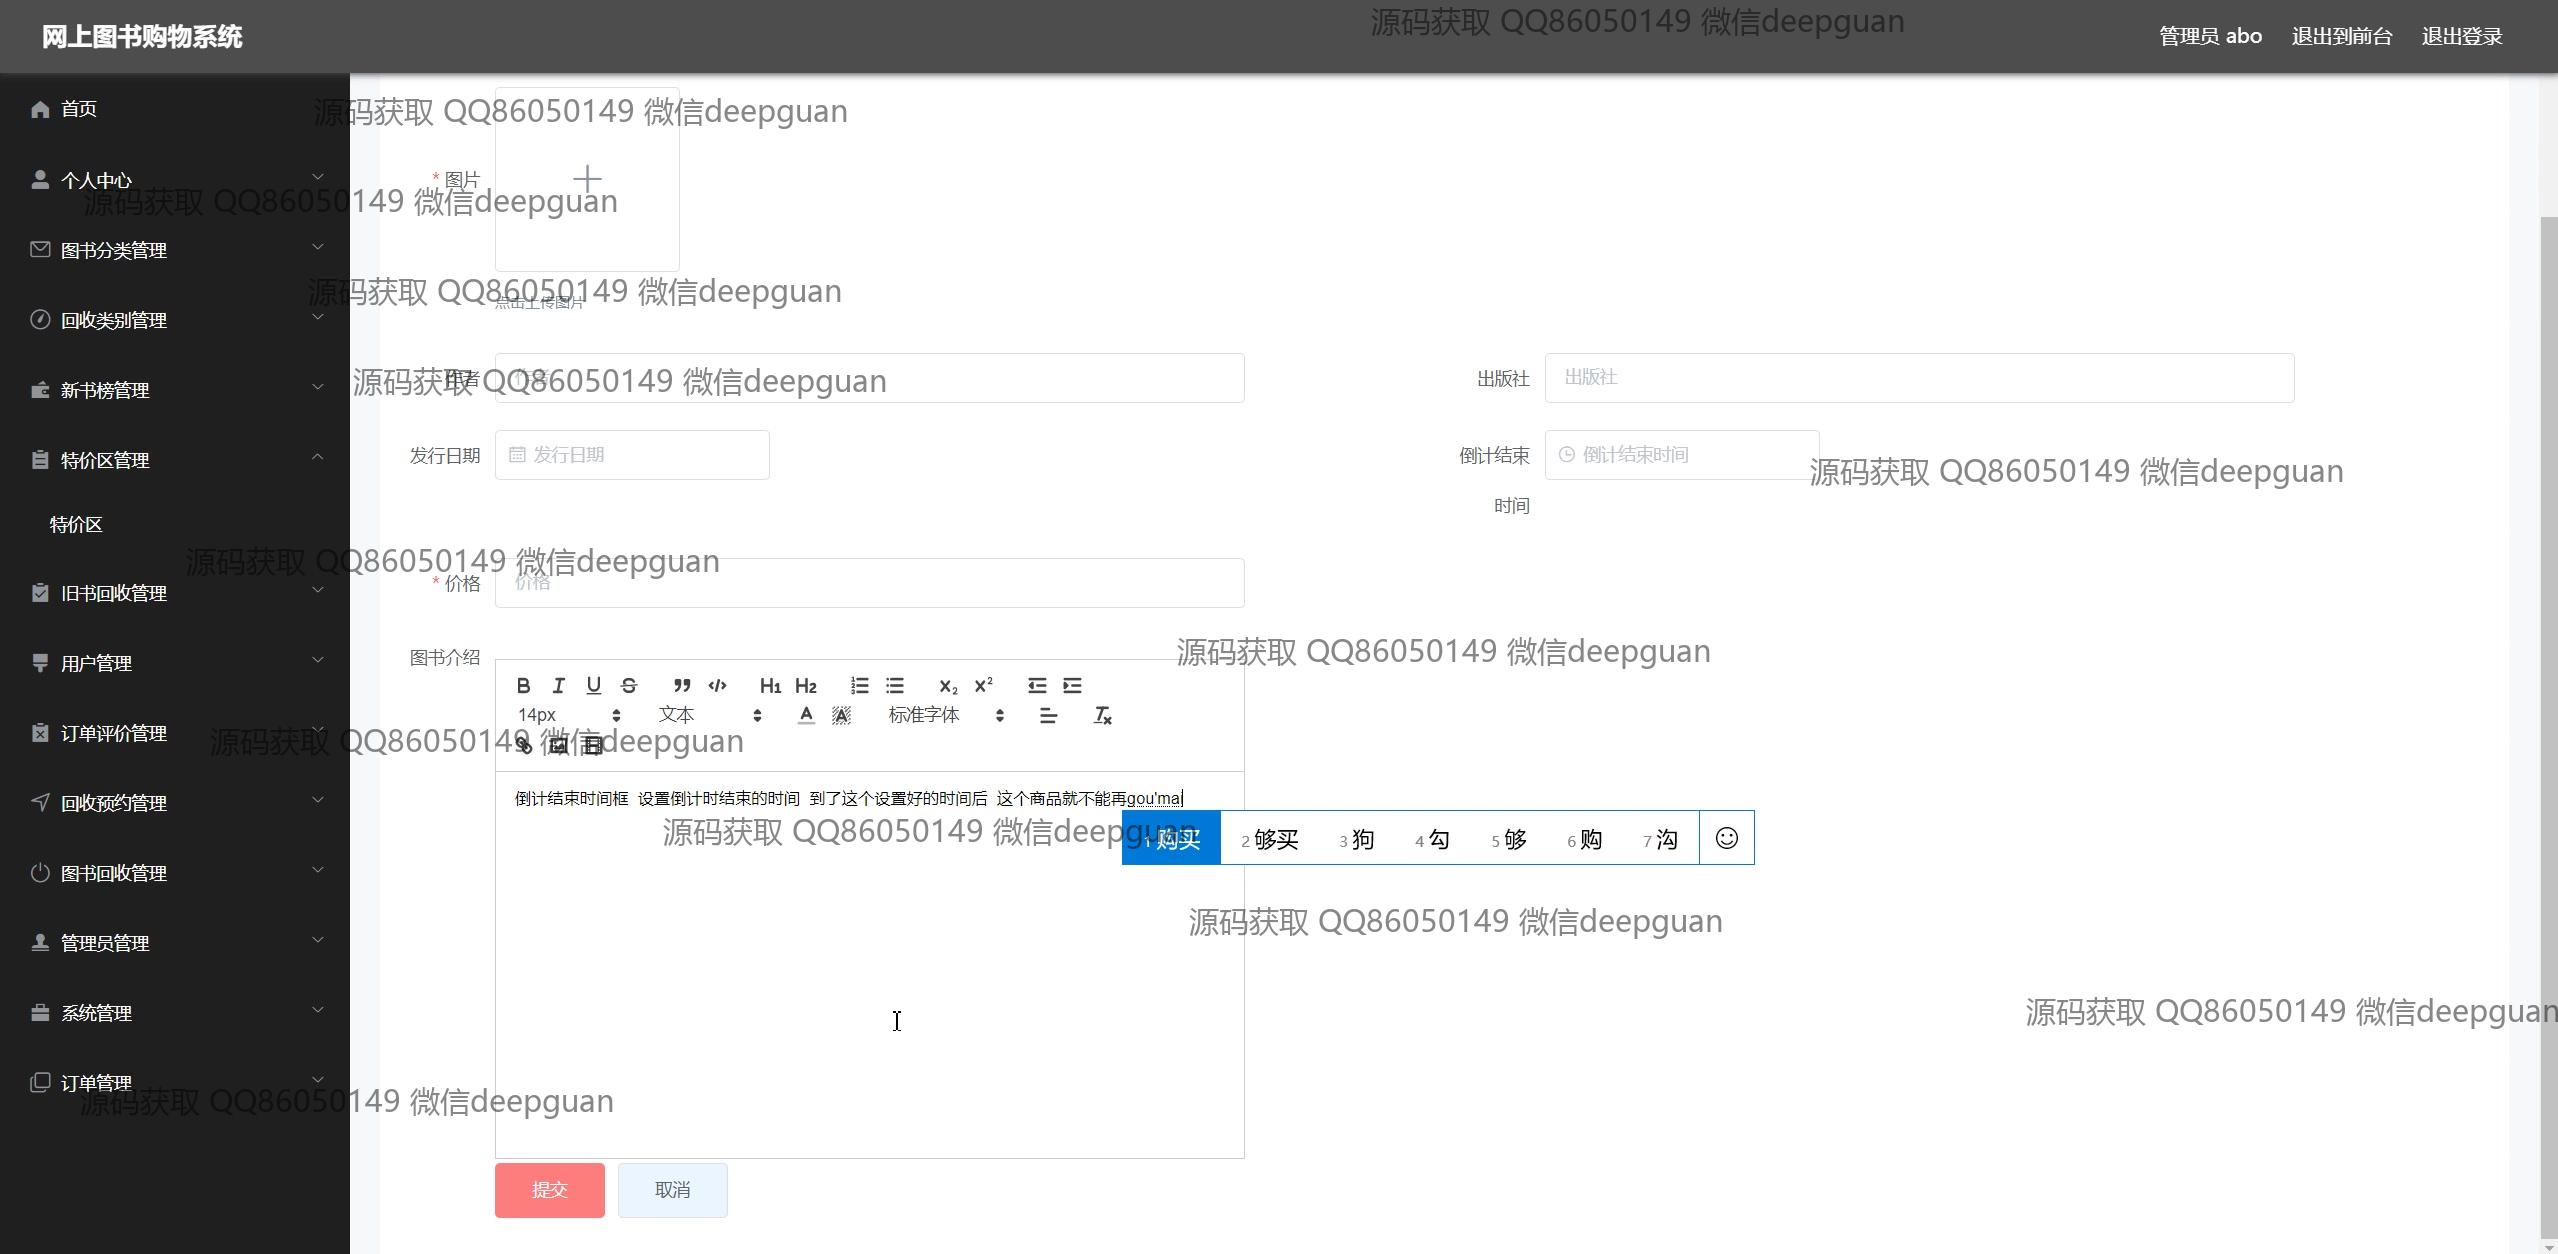 网上图书购物系统
源码获取 QQ86050149 微信deepguan
管理员 abo
退出到前台
退出登录
首页
源码获取 QQ86050149 微信deepguan
个人中心
* 图片
源码获取 QQ86050149 微信deepguan
图书分类管理
源码获取 QQ86050149 微信deepguan
点击上传图片
回收类别管理
作者
源码获取 QQ86050149 微信deepguan
出版社
出版社
新书榜管理
发行日期
发行日期
倒计结束时间
倒计结束时间
源码获取 QQ86050149 微信deepguan
特价区管理
特价区
源码获取 QQ86050149 微信deepguan
* 价格
价格
旧书回收管理
图书介绍
源码获取 QQ86050149 微信deepguan
用户管理
B I U S H1 H2 X2 X2
14px
文本
A A
标准字体
订单评价管理
源码获取 QQ86050149 微信deepguan
倒计结束时间框 设置倒计时结束的时间 到了这个设置好的时间后 这个商品就不能再gou'mai
回收预约管理
源码获取 QQ86050149 微信deepguan
1 购买 2 够买 3 狗 4 勾 5 够 6 购 7 沟
图书回收管理
源码获取 QQ86050149 微信deepguan
管理员管理
系统管理
源码获取 QQ86050149 微信deepguan
订单管理
源码获取 QQ86050149 微信deepguan
提交
取消